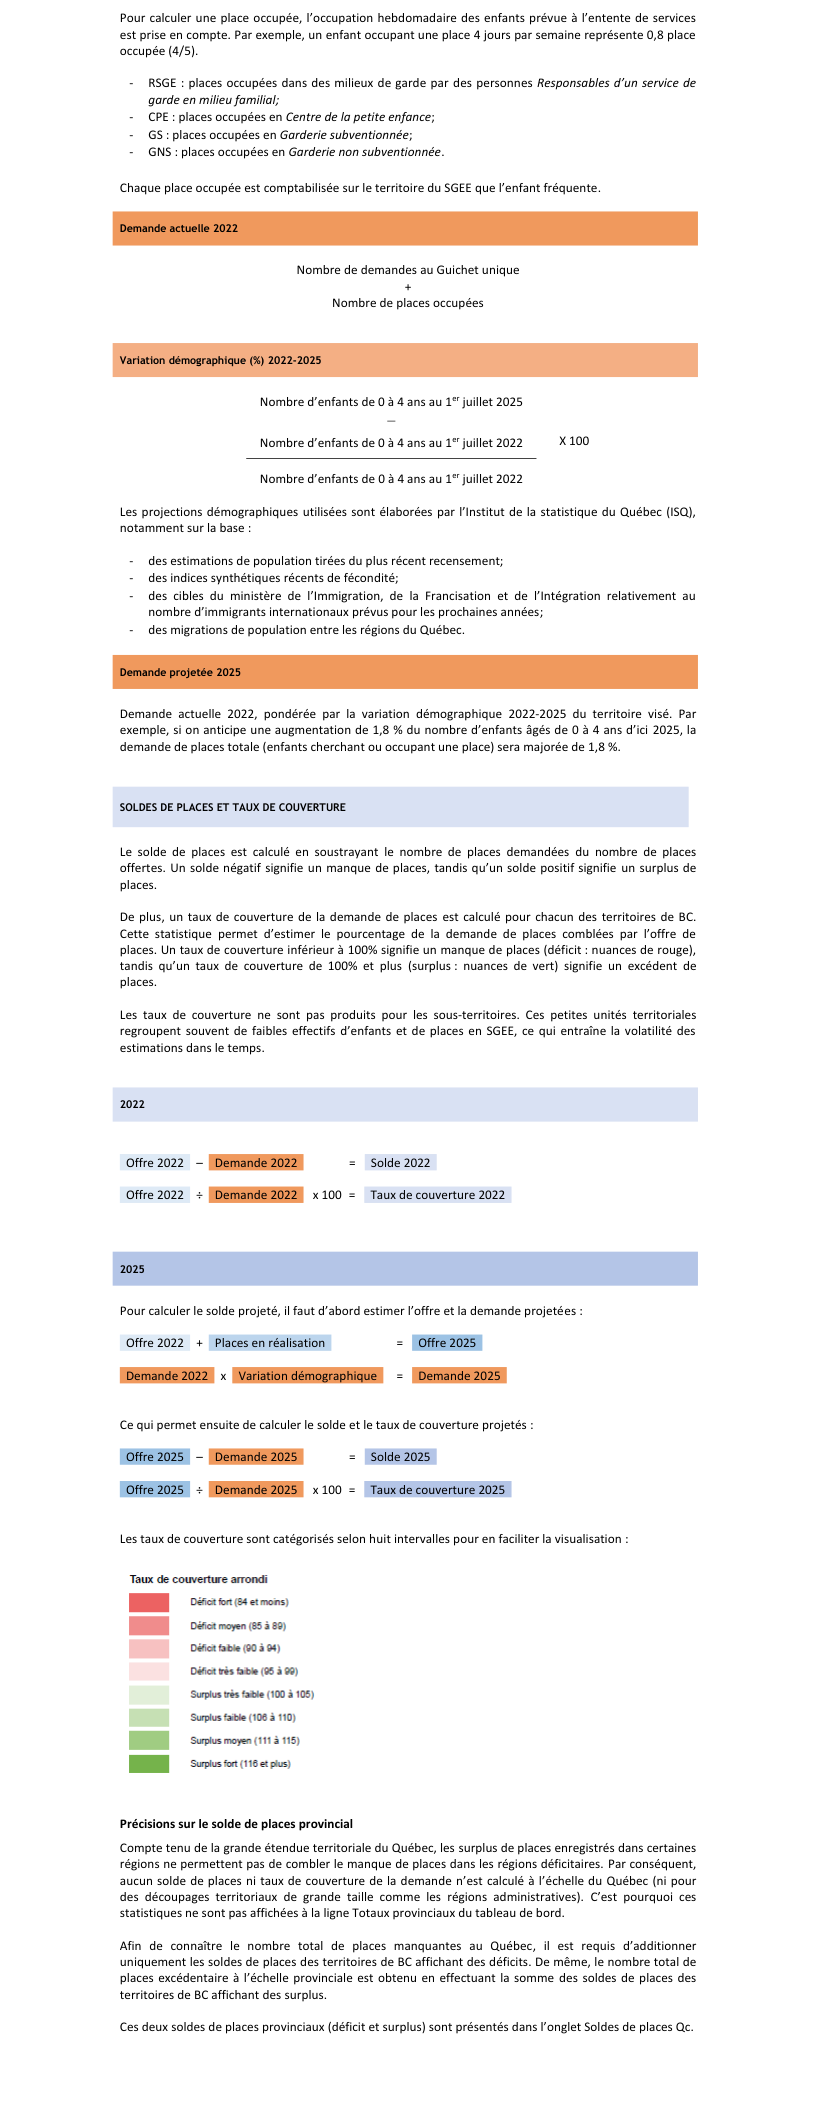 Pour calculer une place occupée, l’occupation hebdomadaire des enfants prévue à l’entente de services
est prise en compte. Par exemple, un enfant occupant une place 4 jours par semaine représente 0,8 place
occupée (4/5).
- RSGE : places occupées dans des milieux de garde par des personnes Responsables d’un service de
garde en milieu familial;
- CPE : places occupées en Centre de la petite enfance;
- GS : places occupées en Garderie subventionnée;
- GNS : places occupées en Garderie non subventionnée.
Chaque place occupée est comptabilisée sur le territoire du SGEE que l’enfant fréquente.
Demande actuelle 2022
Nombre de demandes au Guichet unique
+
Nombre de places occupées
Variation démographique (%) 2022-2025
Nombre d’enfants de 0 à 4 ans au 1er juillet 2025
—
Nombre d’enfants de 0 à 4 ans au 1er juillet 2022 X 100
Nombre d’enfants de 0 à 4 ans au 1er juillet 2022
Les projections démographiques utilisées sont élaborées par l’Institut de la statistique du Québec (ISQ),
notamment sur la base :
- des estimations de population tirées du plus récent recensement;
- des indices synthétiques récents de fécondité;
- des cibles du ministère de l’Immigration, de la Francisation et de l’Intégration relativement au
nombre d’immigrants internationaux prévus pour les prochaines années;
- des migrations de population entre les régions du Québec.
Demande projetée 2025
Demande actuelle 2022, pondérée par la variation démographique 2022-2025 du territoire visé. Par
exemple, si on anticipe une augmentation de 1,8 % du nombre d’enfants âgés de 0 à 4 ans d’ici 2025, la
demande de places totale (enfants cherchant ou occupant une place) sera majorée de 1,8 %.
SOLDES DE PLACES ET TAUX DE COUVERTURE
Le solde de places est calculé en soustrayant le nombre de places demandées du nombre de places
offertes. Un solde négatif signifie un manque de places, tandis qu’un solde positif signifie un surplus de
places.
De plus, un taux de couverture de la demande de places est calculé pour chacun des territoires de BC.
Cette statistique permet d’estimer le pourcentage de la demande de places comblées par l’offre de
places. Un taux de couverture inférieur à 100% signifie un manque de places (déficit : nuances de rouge),
tandis qu’un taux de couverture de 100% et plus (surplus : nuances de vert) signifie un excédent de
places.
Les taux de couverture ne sont pas produits pour les sous-territoires. Ces petites unités territoriales
regroupent souvent de faibles effectifs d’enfants et de places en SGEE, ce qui entraîne la volatilité des
estimations dans le temps.
2022
Offre 2022 – Demande 2022 = Solde 2022
Offre 2022 ÷ Demande 2022 x 100 = Taux de couverture 2022
2025
Pour calculer le solde projeté, il faut d’abord estimer l’offre et la demande projetées :
Offre 2022 + Places en réalisation = Offre 2025
Demande 2022 x Variation démographique = Demande 2025
Ce qui permet ensuite de calculer le solde et le taux de couverture projetés :
Offre 2025 – Demande 2025 = Solde 2025
Offre 2025 ÷ Demande 2025 x 100 = Taux de couverture 2025
Les taux de couverture sont catégorisés selon huit intervalles pour en faciliter la visualisation :
Taux de couverture arrondi
Déficit fort (84 et moins)
Déficit moyen (85 à 89)
Déficit faible (90 à 94)
Déficit très faible (95 à 99)
Surplus très faible (100 à 105)
Surplus faible (106 à 110)
Surplus moyen (111 à 115)
Surplus fort (116 et plus)
Précisions sur le solde de places provincial
Compte tenu de la grande étendue territoriale du Québec, les surplus de places enregistrés dans certaines
régions ne permettent pas de combler le manque de places dans les régions déficitaires. Par conséquent,
aucun solde de places ni taux de couverture de la demande n’est calculé à l’échelle du Québec (ni pour
des découpages territoriaux de grande taille comme les régions administratives). C’est pourquoi ces
statistiques ne sont pas affichées à la ligne Totaux provinciaux du tableau de bord.
Afin de connaître le nombre total de places manquantes au Québec, il est requis d’additionner
uniquement les soldes de places des territoires de BC affichant des déficits. De même, le nombre total de
places excédentaire à l’échelle provinciale est obtenu en effectuant la somme des soldes de places des
territoires de BC affichant des surplus.
Ces deux soldes de places provinciaux (déficit et surplus) sont présentés dans l’onglet Soldes de places Qc.